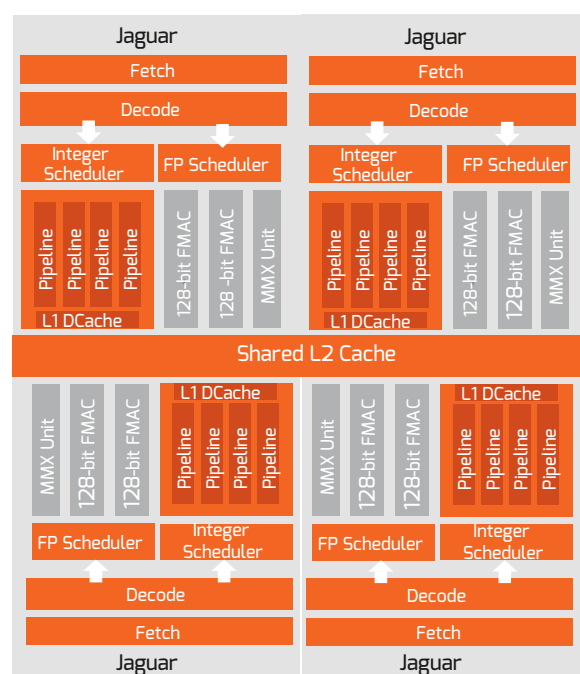 Jaguar
Fetch
Decode
Integer
Scheduler
FP Scheduler
Pipeline
Pipeline
Pipeline
Pipeline
L1 DCache
128-bit FMAC
128 -bit FMAC
MMX Unit
Jaguar
Fetch
Decode
Integer
Scheduler
FP Scheduler
Pipeline
Pipeline
Pipeline
Pipeline
L1 DCache
128-bit FMAC
128-bit FMAC
MMX Unit
Shared L2 Cache
MMX Unit
128-bit FMAC
128-bit FMAC
L1 DCache
Pipeline
Pipeline
Pipeline
Pipeline
FP Scheduler
Integer
Scheduler
Decode
Fetch
Jaguar
MMX Unit
128-bit FMAC
128-bit FMAC
L1 DCache
Pipeline
Pipeline
Pipeline
Pipeline
FP Scheduler
Integer
Scheduler
Decode
Fetch
Jaguar